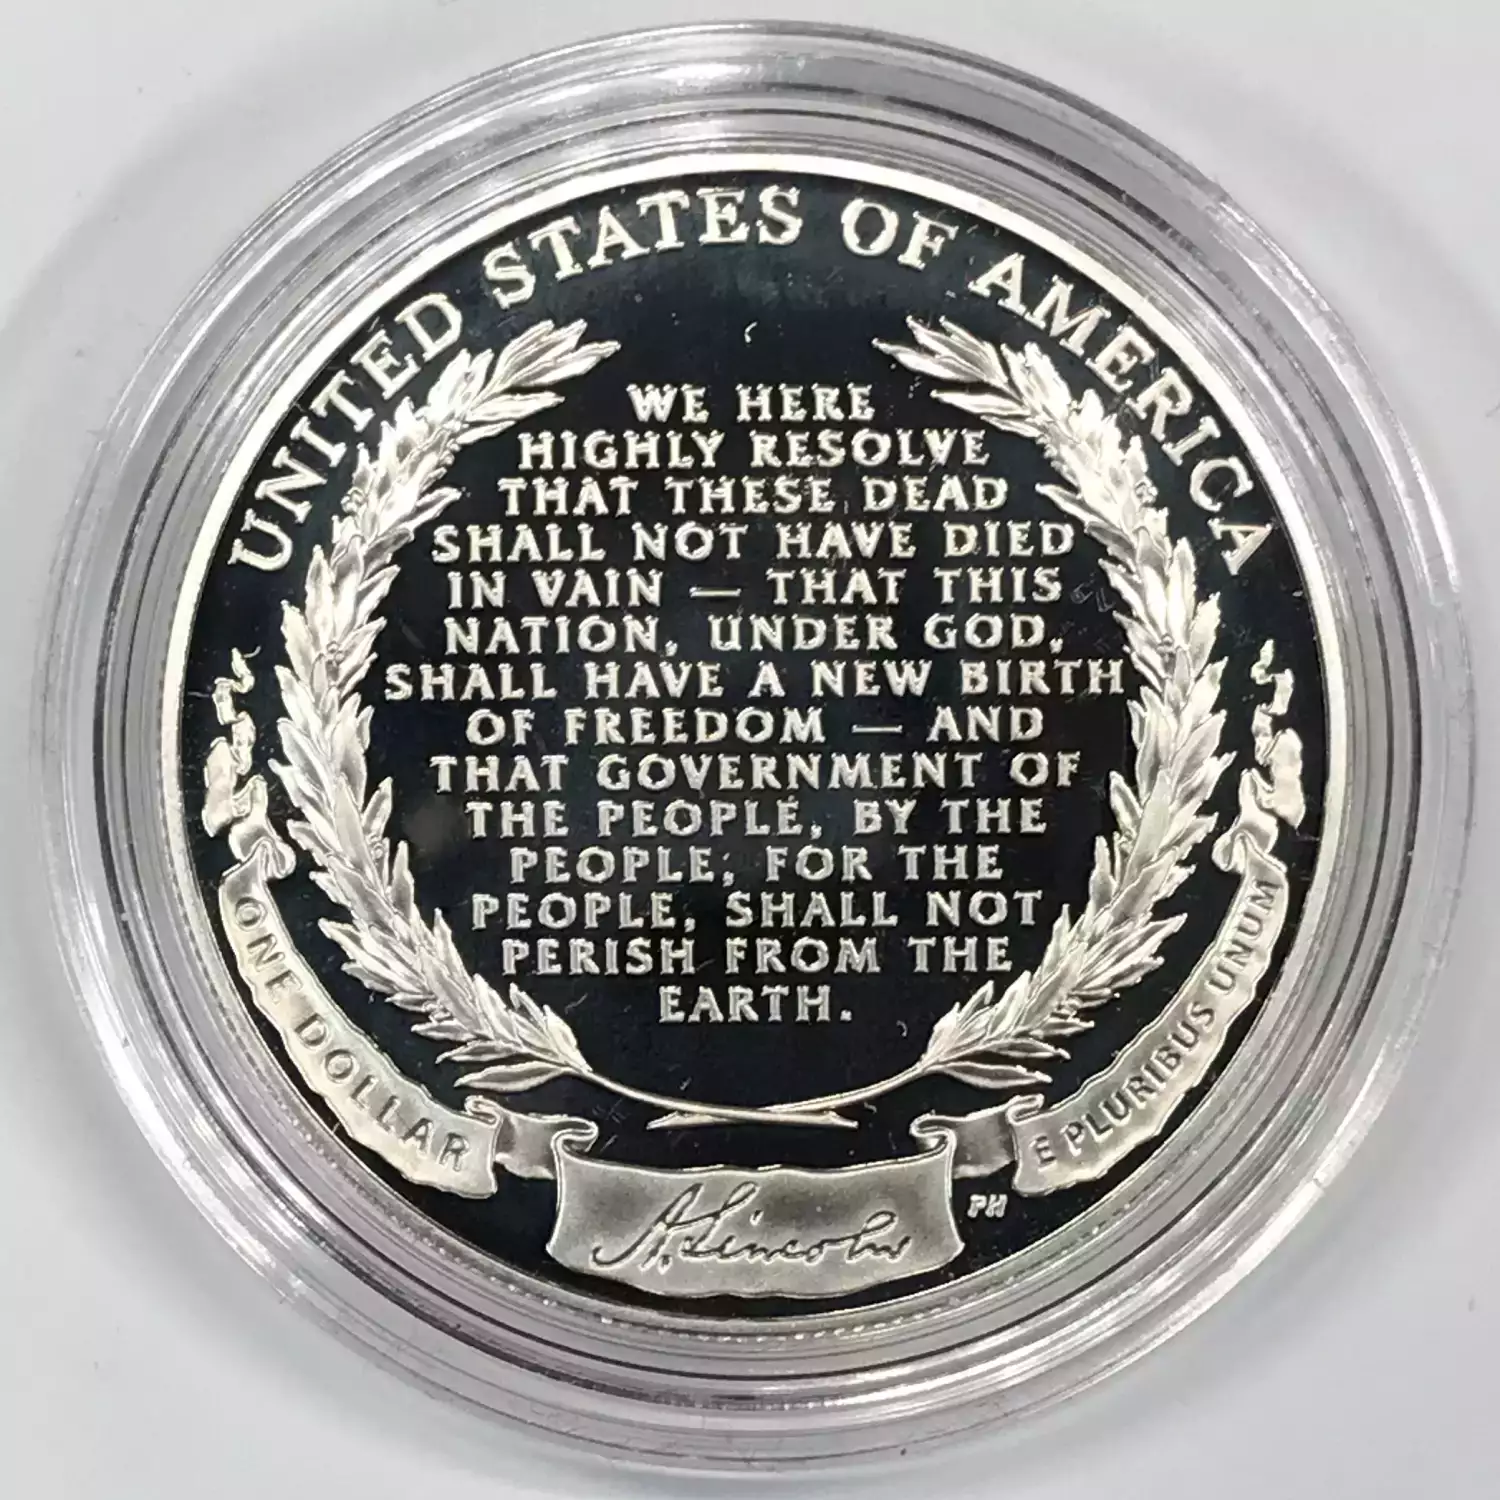 UNITED STATES OF AMERICA
WE HERE
HIGHLY RESOLVE
THAT THESE DEAD
SHALL NOT HAVE DIED
IN VAIN — THAT THIS
NATION, UNDER GOD,
SHALL HAVE A NEW BIRTH
OF FREEDOM — AND
THAT GOVERNMENT OF
THE PEOPLE, BY THE
PEOPLE, FOR THE
PEOPLE, SHALL NOT
PERISH FROM THE
EARTH.
ONE DOLLAR
A. Lincoln
PH
E PLURIBUS UNUM